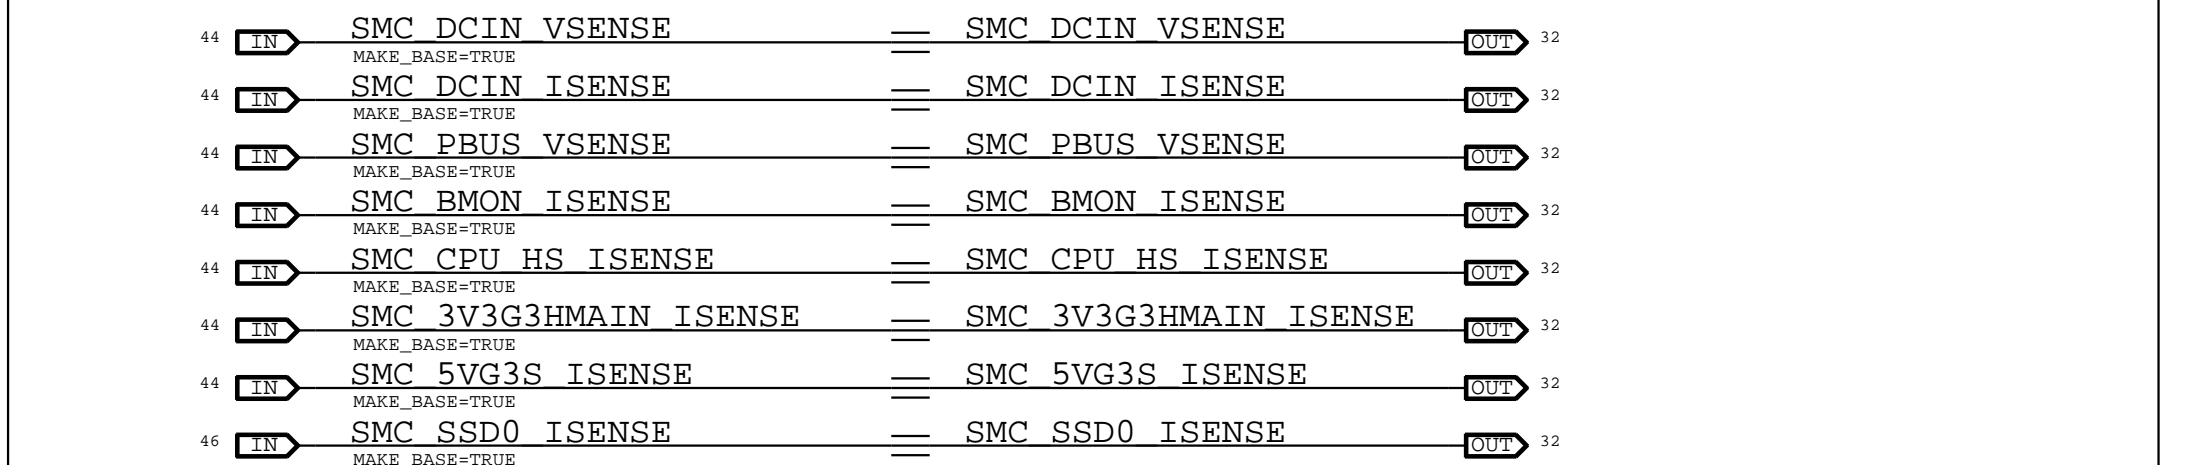 44 IN SMC_DCIN_VSENSE SMC_DCIN_VSENSE OUT 32
MAKE_BASE=TRUE
44 IN SMC_DCIN_ISENSE SMC_DCIN_ISENSE OUT 32
MAKE_BASE=TRUE
44 IN SMC_PBUS_VSENSE SMC_PBUS_VSENSE OUT 32
MAKE_BASE=TRUE
44 IN SMC_BMON_ISENSE SMC_BMON_ISENSE OUT 32
MAKE_BASE=TRUE
44 IN SMC_CPU_HS_ISENSE SMC_CPU_HS_ISENSE OUT 32
MAKE_BASE=TRUE
44 IN SMC_3V3G3HMAIN_ISENSE SMC_3V3G3HMAIN_ISENSE OUT 32
MAKE_BASE=TRUE
44 IN SMC_5VG3S_ISENSE SMC_5VG3S_ISENSE OUT 32
MAKE_BASE=TRUE
46 IN SMC_SSD0_ISENSE SMC_SSD0_ISENSE OUT 32
MAKE_BASE=TRUE